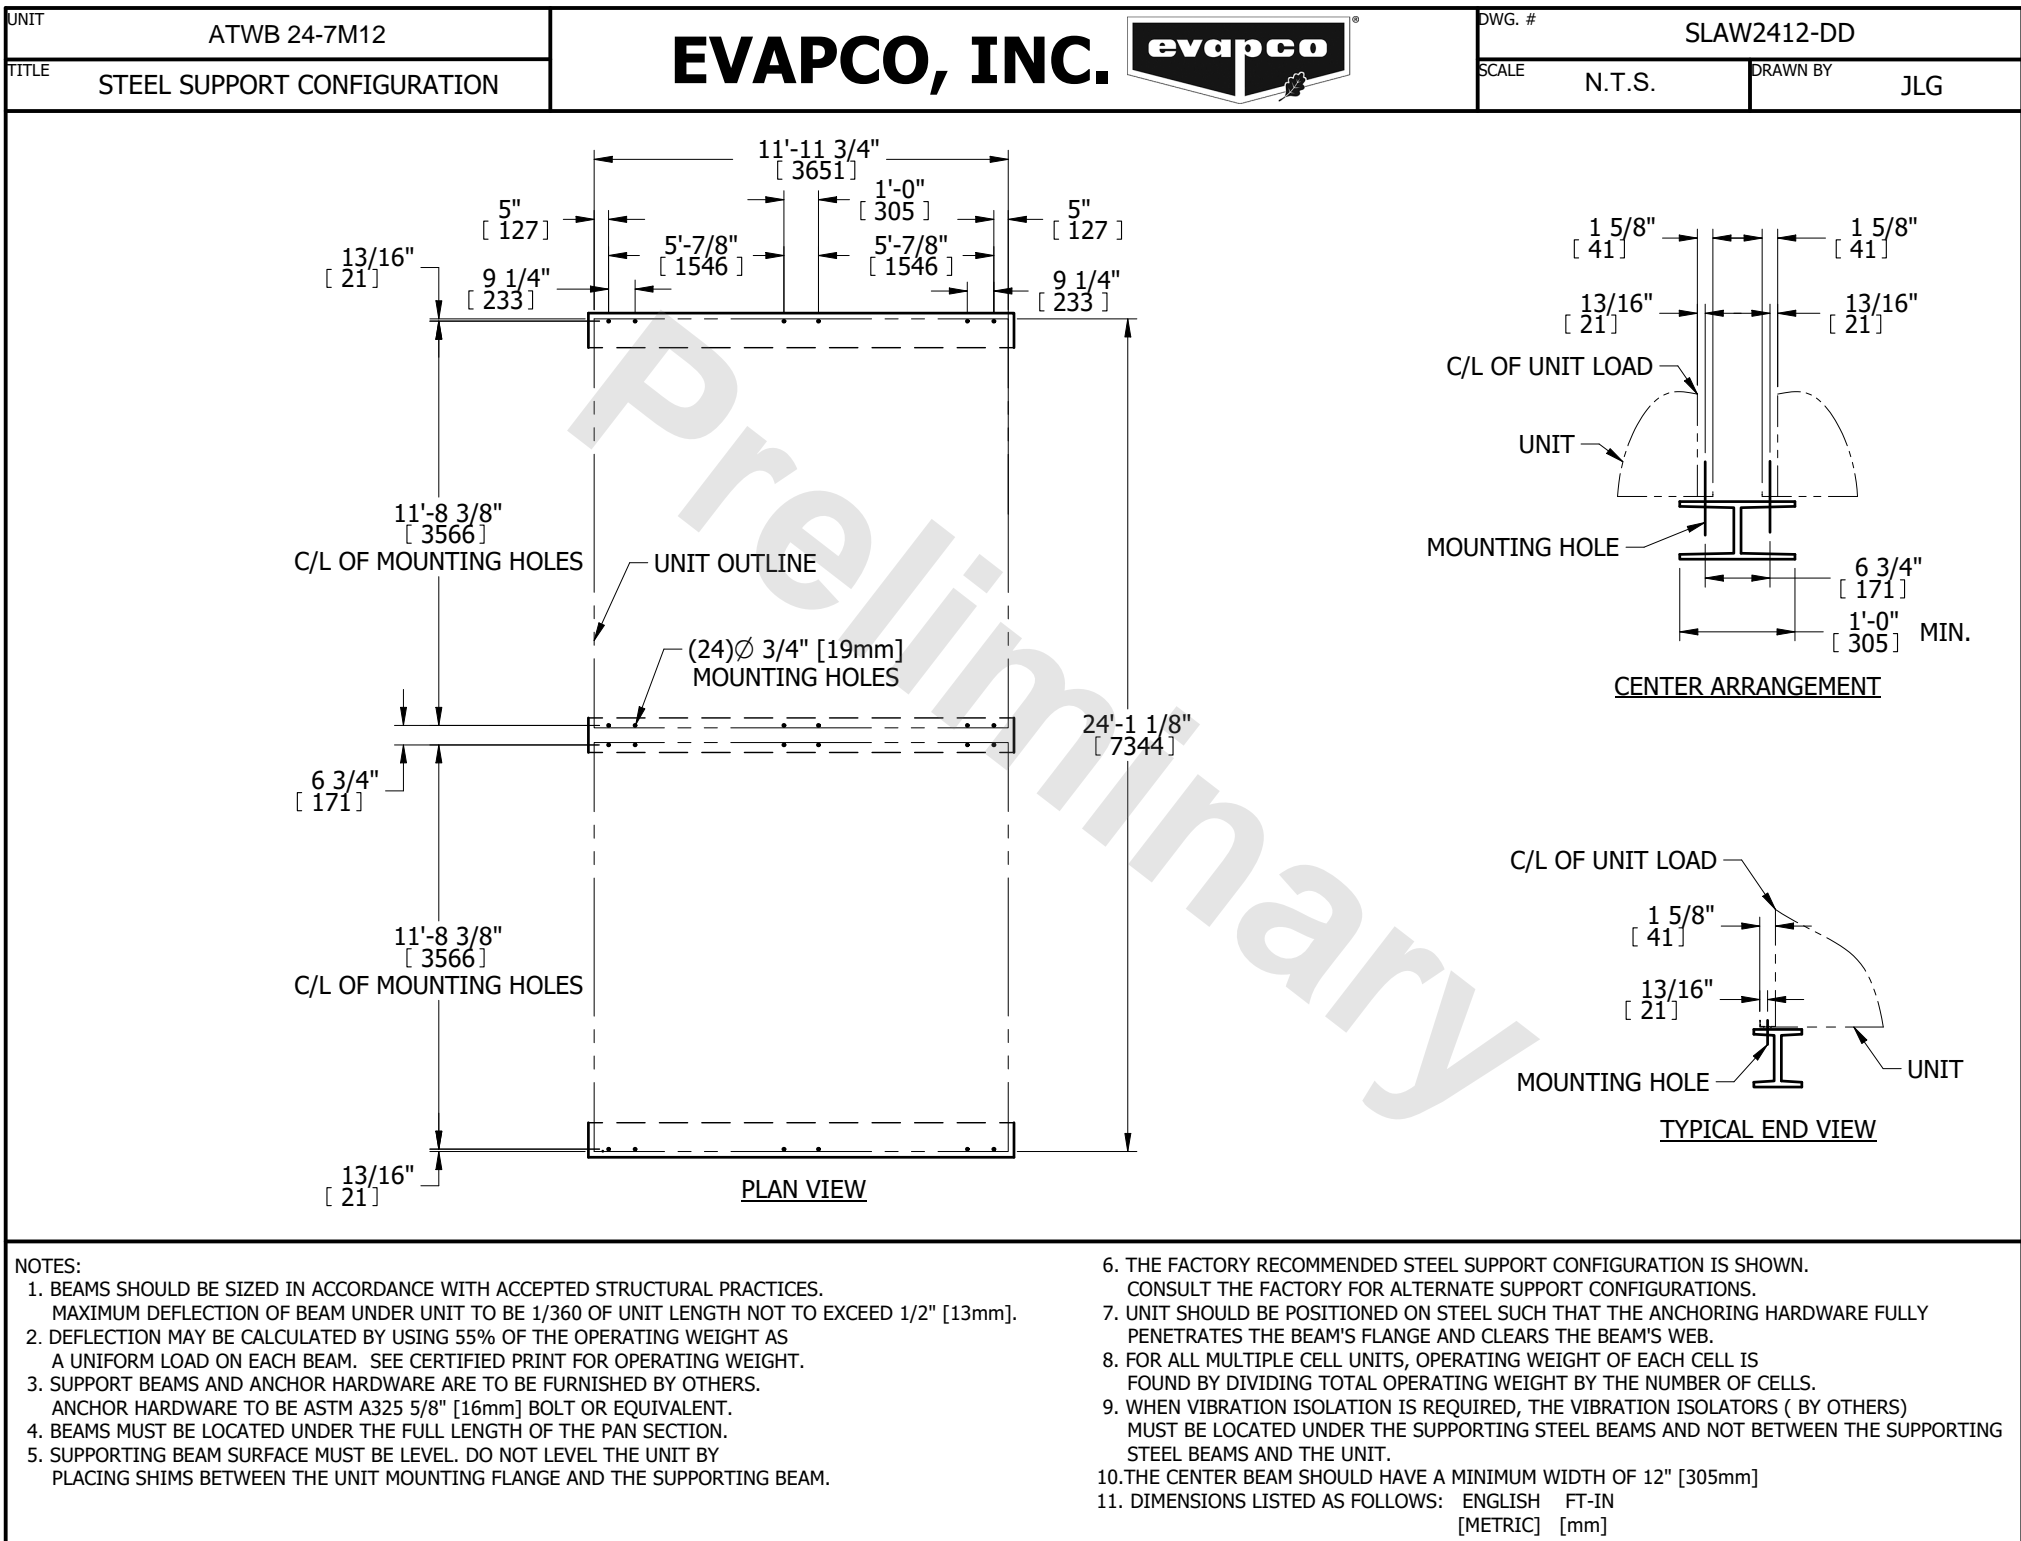 UNIT
ATWB 24-7M12
TITLE
STEEL SUPPORT CONFIGURATION
EVAPCO, INC.
evapco
®
DWG. #
SLAW2412-DD
SCALE
N.T.S.
DRAWN BY
JLG
11'-11 3/4"
[ 3651 ]
1'-0"
[ 305 ]
5"
[ 127 ]
5"
[ 127 ]
5'-7/8"
[ 1546 ]
5'-7/8"
[ 1546 ]
13/16"
[ 21 ]
9 1/4"
[ 233 ]
9 1/4"
[ 233 ]
11'-8 3/8"
[ 3566 ]
C/L OF MOUNTING HOLES
UNIT OUTLINE
(24)Ø 3/4" [19mm]
MOUNTING HOLES
24'-1 1/8"
[ 7344 ]
6 3/4"
[ 171 ]
11'-8 3/8"
[ 3566 ]
C/L OF MOUNTING HOLES
13/16"
[ 21 ]
PLAN VIEW
Preliminary
1 5/8"
[ 41 ]
1 5/8"
[ 41 ]
13/16"
[ 21 ]
13/16"
[ 21 ]
C/L OF UNIT LOAD
UNIT
MOUNTING HOLE
6 3/4"
[ 171 ]
1'-0"
[ 305 ] MIN.
CENTER ARRANGEMENT
C/L OF UNIT LOAD
1 5/8"
[ 41 ]
13/16"
[ 21 ]
MOUNTING HOLE
UNIT
TYPICAL END VIEW
NOTES:
1. BEAMS SHOULD BE SIZED IN ACCORDANCE WITH ACCEPTED STRUCTURAL PRACTICES.
MAXIMUM DEFLECTION OF BEAM UNDER UNIT TO BE 1/360 OF UNIT LENGTH NOT TO EXCEED 1/2" [13mm].
2. DEFLECTION MAY BE CALCULATED BY USING 55% OF THE OPERATING WEIGHT AS
A UNIFORM LOAD ON EACH BEAM. SEE CERTIFIED PRINT FOR OPERATING WEIGHT.
3. SUPPORT BEAMS AND ANCHOR HARDWARE ARE TO BE FURNISHED BY OTHERS.
ANCHOR HARDWARE TO BE ASTM A325 5/8" [16mm] BOLT OR EQUIVALENT.
4. BEAMS MUST BE LOCATED UNDER THE FULL LENGTH OF THE PAN SECTION.
5. SUPPORTING BEAM SURFACE MUST BE LEVEL. DO NOT LEVEL THE UNIT BY
PLACING SHIMS BETWEEN THE UNIT MOUNTING FLANGE AND THE SUPPORTING BEAM.
6. THE FACTORY RECOMMENDED STEEL SUPPORT CONFIGURATION IS SHOWN.
CONSULT THE FACTORY FOR ALTERNATE SUPPORT CONFIGURATIONS.
7. UNIT SHOULD BE POSITIONED ON STEEL SUCH THAT THE ANCHORING HARDWARE FULLY
PENETRATES THE BEAM'S FLANGE AND CLEARS THE BEAM'S WEB.
8. FOR ALL MULTIPLE CELL UNITS, OPERATING WEIGHT OF EACH CELL IS
FOUND BY DIVIDING TOTAL OPERATING WEIGHT BY THE NUMBER OF CELLS.
9. WHEN VIBRATION ISOLATION IS REQUIRED, THE VIBRATION ISOLATORS ( BY OTHERS)
MUST BE LOCATED UNDER THE SUPPORTING STEEL BEAMS AND NOT BETWEEN THE SUPPORTING
STEEL BEAMS AND THE UNIT.
10.THE CENTER BEAM SHOULD HAVE A MINIMUM WIDTH OF 12" [305mm]
11. DIMENSIONS LISTED AS FOLLOWS: ENGLISH FT-IN
[METRIC] [mm]